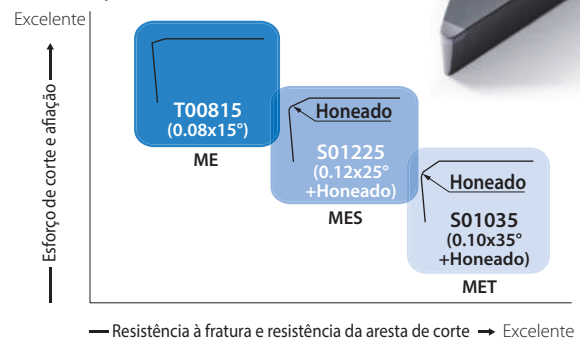 Excelente
Esforço de corte e afiação
T00815
(0.08x15°)
ME
Honeado
S01225
(0.12x25°
+Honeado)
MES
Honeado
S01035
(0.10x35°
+Honeado)
MET
Resistência à fratura e resistência da aresta de corte
Excelente